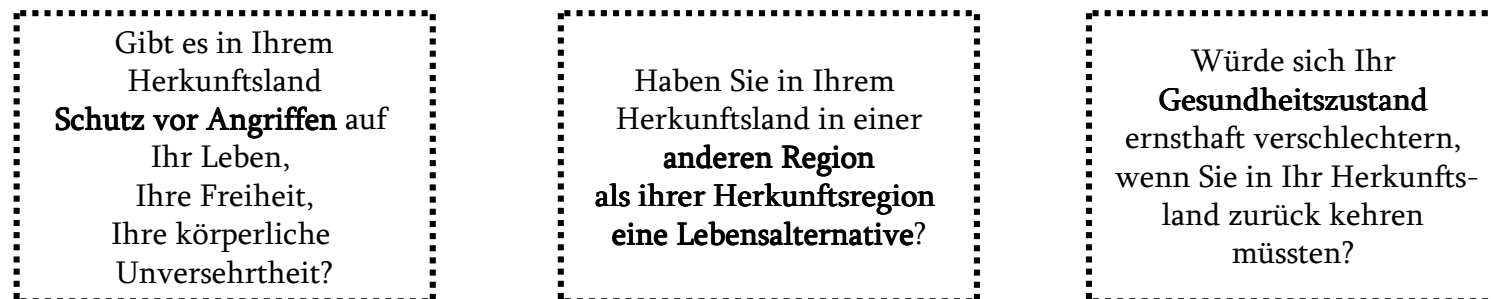 Gibt es in Ihrem
Herkunftsland
Schutz vor Angriffen auf
Ihr Leben,
Ihre Freiheit,
Ihre körperliche
Unversehrtheit?
Haben Sie in Ihrem
Herkunftsland in einer
anderen Region
als ihrer Herkunftsregion
eine Lebensalternative?
Würde sich Ihr
Gesundheitszustand
ernsthaft verschlechtern,
wenn Sie in Ihr Herkunfts-
land zurück kehren
müssten?